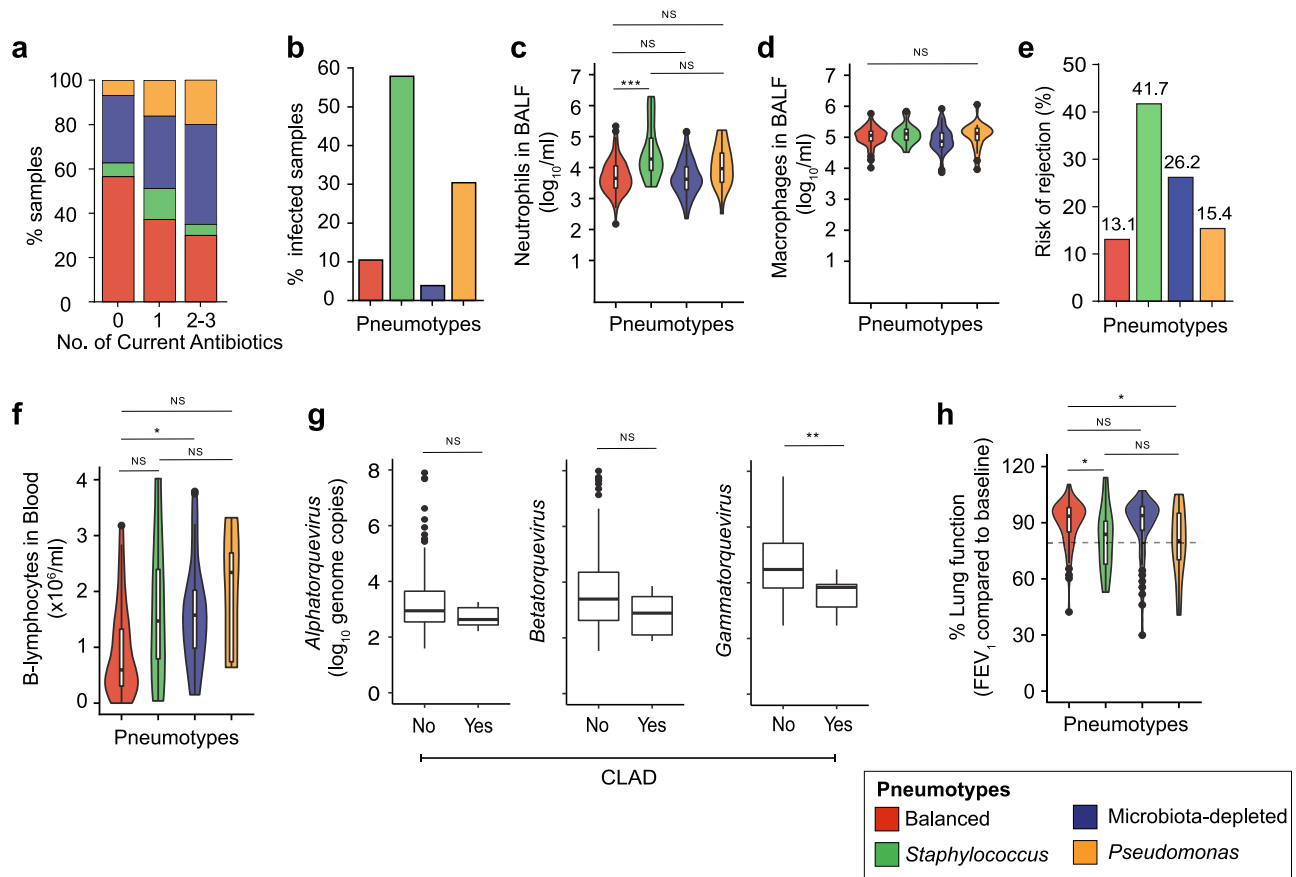 a
% samples
100
80
60
40
20
0
0 1 2-3
No. of Current Antibiotics
b
% infected samples
60
50
40
30
20
10
0
Pneumotypes
c
Neutrophils in BALF
(log₁₀/ml)
7
6
5
4
3
2
1
NS
NS
*** NS
Pneumotypes
d
Macrophages in BALF
(log₁₀/ml)
7
6
5
4
3
2
1
NS
Pneumotypes
e
Risk of rejection (%)
50
40
30
20
10
0
13.1
41.7
26.2
15.4
Pneumotypes
f
B-lymphocytes in Blood
(x10⁶/ml)
4
3
2
1
0
NS
*
NS NS
Pneumotypes
g
Alphatorquevirus
(log₁₀ genome copies)
8
6
4
2
0
NS
No Yes
Betatorquevirus
NS
No Yes
Gammatorquevirus
**
No Yes
CLAD
h
% Lung function
(FEV₁ compared to baseline)
120
90
60
30
0
*
NS
* NS
Pneumotypes
Pneumotypes
Balanced
Microbiota-depleted
Staphylococcus
Pseudomonas